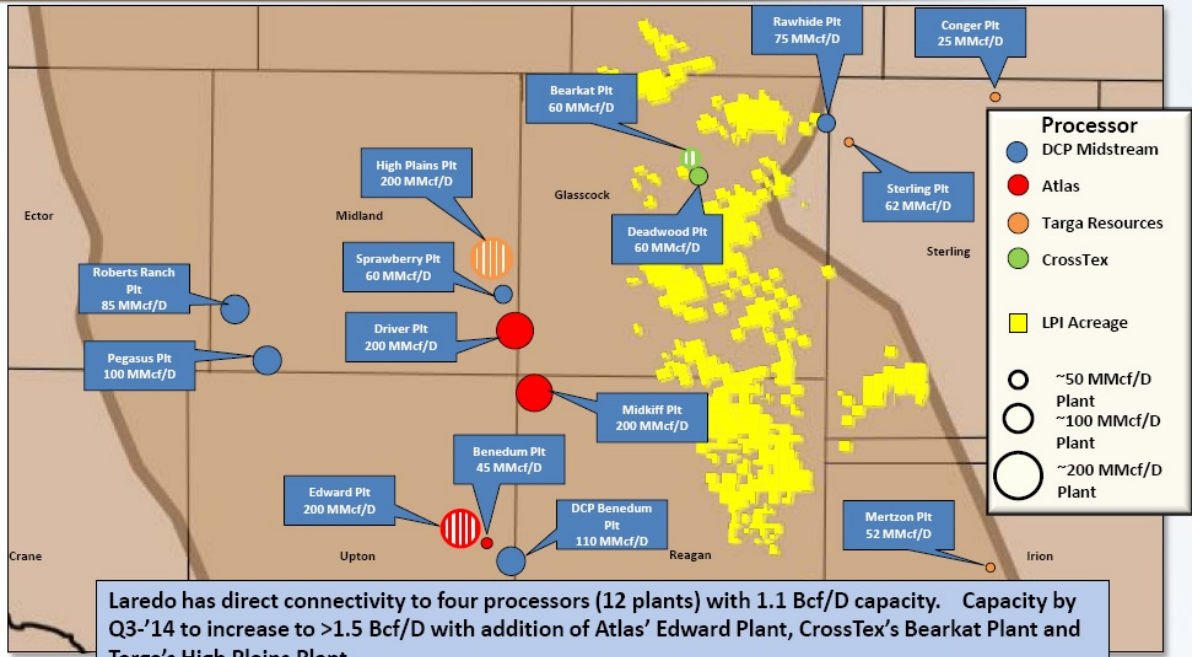 Rawhide Plt
75 MMcf/D
Conger Plt
25 MMcf/D
Bearkat Plt
60 MMcf/D
High Plains Plt
200 MMcf/D
Glasscock
Ector
Midland
Sterling Plt
62 MMcf/D
Deadwood Plt
60 MMcf/D
Sprawberry Plt
60 MMcf/D
Sterling
Roberts Ranch
Plt
85 MMcf/D
Driver Plt
200 MMcf/D
Pegasus Plt
100 MMcf/D
Midkiff Plt
200 MMcf/D
Benedum Plt
45 MMcf/D
Edward Plt
200 MMcf/D
DCP Benedum
Plt
110 MMcf/D
Mertzon Plt
52 MMcf/D
Crane
Upton
Reagan
Irion
Processor
DCP Midstream
Atlas
Targa Resources
CrossTex
LPI Acreage
~50 MMcf/D
Plant
~100 MMcf/D
Plant
~200 MMcf/D
Plant
Laredo has direct connectivity to four processors (12 plants) with 1.1 Bcf/D capacity. Capacity by
Q3-'14 to increase to >1.5 Bcf/D with addition of Atlas' Edward Plant, CrossTex's Bearkat Plant and
Targa's High Plains Plant